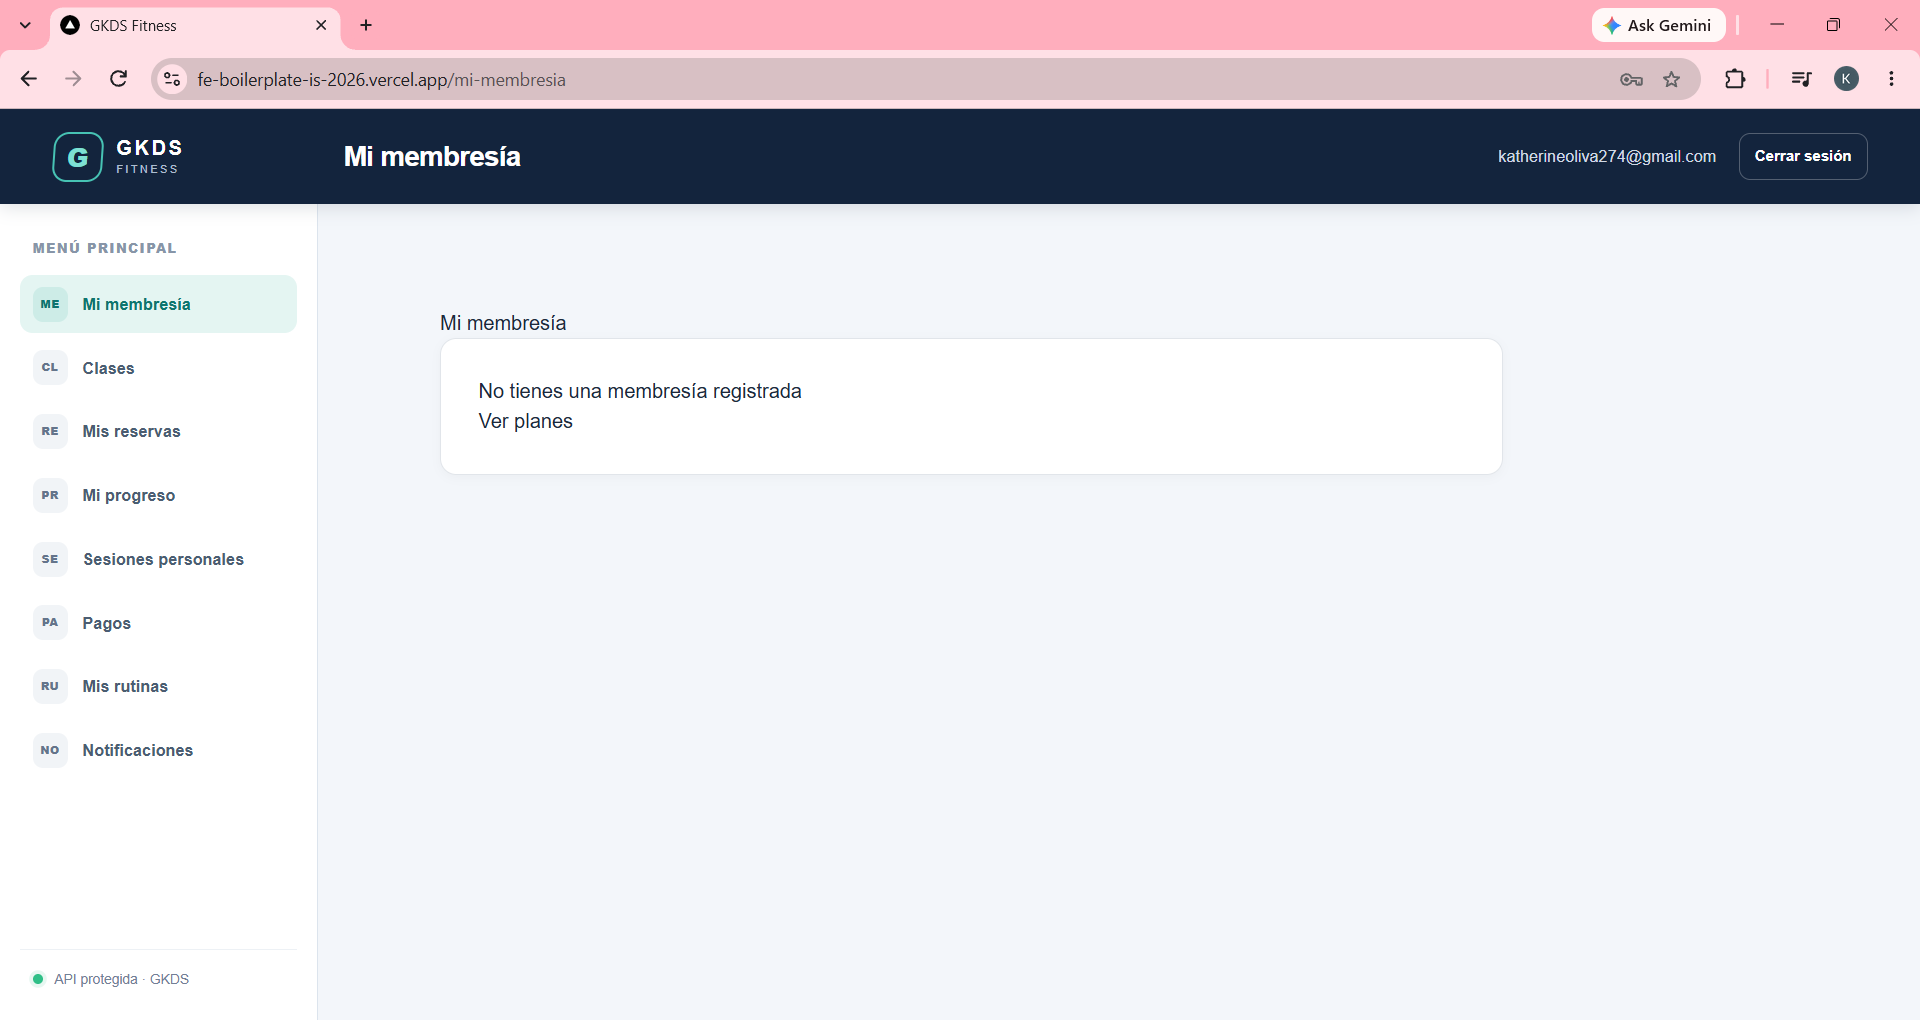 GKDS Fitness
Ask Gemini
fe-boilerplate-is-2026.vercel.app/mi-membresia
K
G
GKDS
FITNESS
Mi membresía
katherineoliva274@gmail.com
Cerrar sesión
MENÚ PRINCIPAL
ME Mi membresía
CL Clases
RE Mis reservas
PR Mi progreso
SE Sesiones personales
PA Pagos
RU Mis rutinas
NO Notificaciones
API protegida · GKDS
Mi membresía
No tienes una membresía registrada
Ver planes